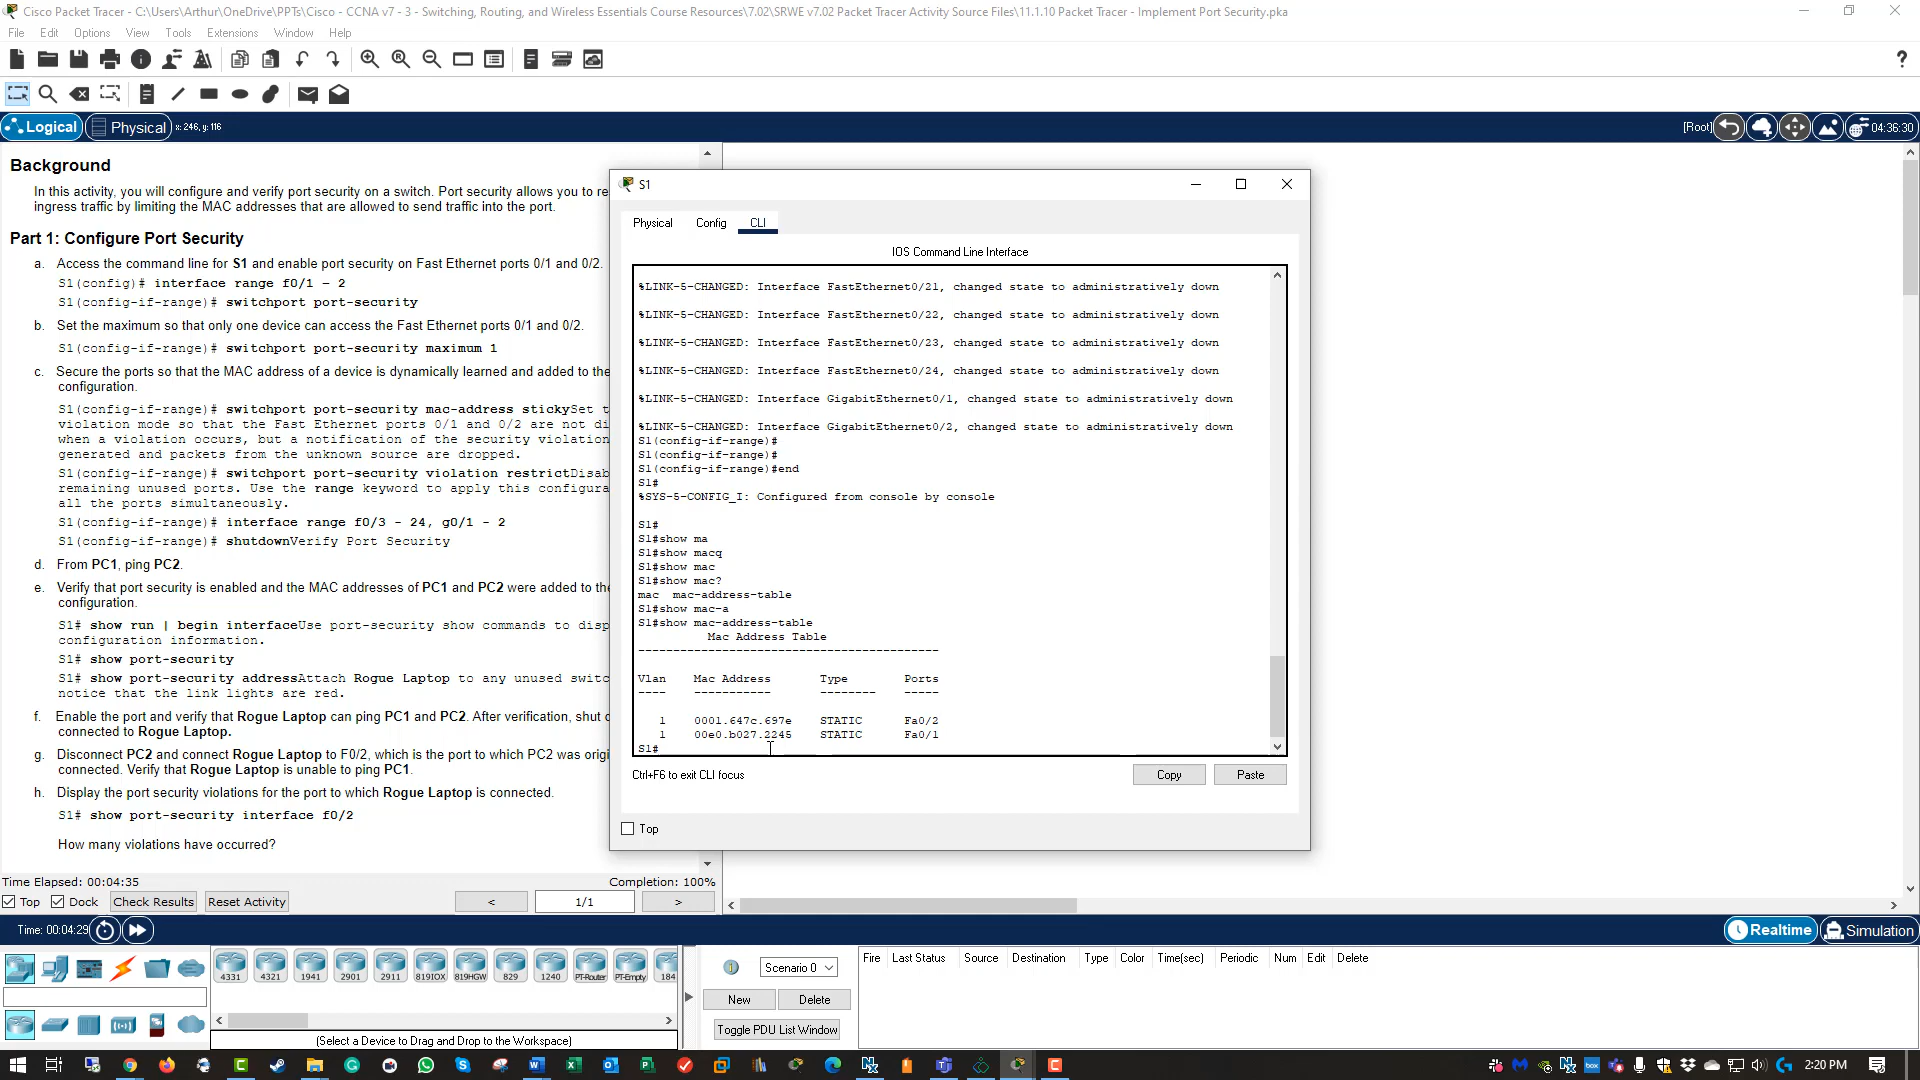 Cisco Packet Tracer - C:\Users\Arthur\OneDrive\PPTs\Cisco - CCNA v7 - 3 - Switching, Routing, and Wireless Essentials Course Resources\7.02\SRWE v7.02 Packet Tracer Activity Source Files\11.1.10 Packet Tracer - Implement Port Security.pka
File Edit Options View Tools Extensions Window Help
Logical Physical x: 246, y: 116 [Root] 04:36:30
Background
In this activity, you will configure and verify port security on a switch. Port security allows you to re
ingress traffic by limiting the MAC addresses that are allowed to send traffic into the port.
Part 1: Configure Port Security
a. Access the command line for S1 and enable port security on Fast Ethernet ports 0/1 and 0/2.
S1(config)# interface range f0/1 – 2
S1(config-if-range)# switchport port-security
b. Set the maximum so that only one device can access the Fast Ethernet ports 0/1 and 0/2.
S1(config-if-range)# switchport port-security maximum 1
c. Secure the ports so that the MAC address of a device is dynamically learned and added to the
configuration.
S1(config-if-range)# switchport port-security mac-address stickySet t
violation mode so that the Fast Ethernet ports 0/1 and 0/2 are not di
when a violation occurs, but a notification of the security violation
generated and packets from the unknown source are dropped.
S1(config-if-range)# switchport port-security violation restrictDisab
remaining unused ports. Use the range keyword to apply this configura
all the ports simultaneously.
S1(config-if-range)# interface range f0/3 - 24, g0/1 - 2
S1(config-if-range)# shutdownVerify Port Security
d. From PC1, ping PC2.
e. Verify that port security is enabled and the MAC addresses of PC1 and PC2 were added to the
configuration.
S1# show run | begin interfaceUse port-security show commands to disp
configuration information.
S1# show port-security
S1# show port-security addressAttach Rogue Laptop to any unused switc
notice that the link lights are red.
f. Enable the port and verify that Rogue Laptop can ping PC1 and PC2. After verification, shut d
connected to Rogue Laptop.
g. Disconnect PC2 and connect Rogue Laptop to F0/2, which is the port to which PC2 was origi
connected. Verify that Rogue Laptop is unable to ping PC1.
h. Display the port security violations for the port to which Rogue Laptop is connected.
S1# show port-security interface f0/2
How many violations have occurred?
Time Elapsed: 00:04:35 Completion: 100%
Top Dock Check Results Reset Activity < 1/1 >
S1
Physical Config CLI
IOS Command Line Interface
%LINK-5-CHANGED: Interface FastEthernet0/21, changed state to administratively down
%LINK-5-CHANGED: Interface FastEthernet0/22, changed state to administratively down
%LINK-5-CHANGED: Interface FastEthernet0/23, changed state to administratively down
%LINK-5-CHANGED: Interface FastEthernet0/24, changed state to administratively down
%LINK-5-CHANGED: Interface GigabitEthernet0/1, changed state to administratively down
%LINK-5-CHANGED: Interface GigabitEthernet0/2, changed state to administratively down
S1(config-if-range)#
S1(config-if-range)#
S1(config-if-range)#end
S1#
%SYS-5-CONFIG_I: Configured from console by console
S1#
S1#show ma
S1#show macq
S1#show mac
S1#show mac?
mac mac-address-table
S1#show mac-a
S1#show mac-address-table
Mac Address Table
-------------------------------------------
Vlan Mac Address Type Ports
---- ----------- -------- -----
1 0001.647c.697e STATIC Fa0/2
1 00e0.b027.2245 STATIC Fa0/1
S1#
Ctrl+F6 to exit CLI focus Copy Paste
Top
Time: 00:04:29 Realtime Simulation
4331 4321 1941 2901 2911 819IOX 819HGW 829 1240 PT-Router PT-Empty 184
(Select a Device to Drag and Drop to the Workspace)
Scenario 0
New Delete
Toggle PDU List Window
Fire Last Status Source Destination Type Color Time(sec) Periodic Num Edit Delete
2:20 PM